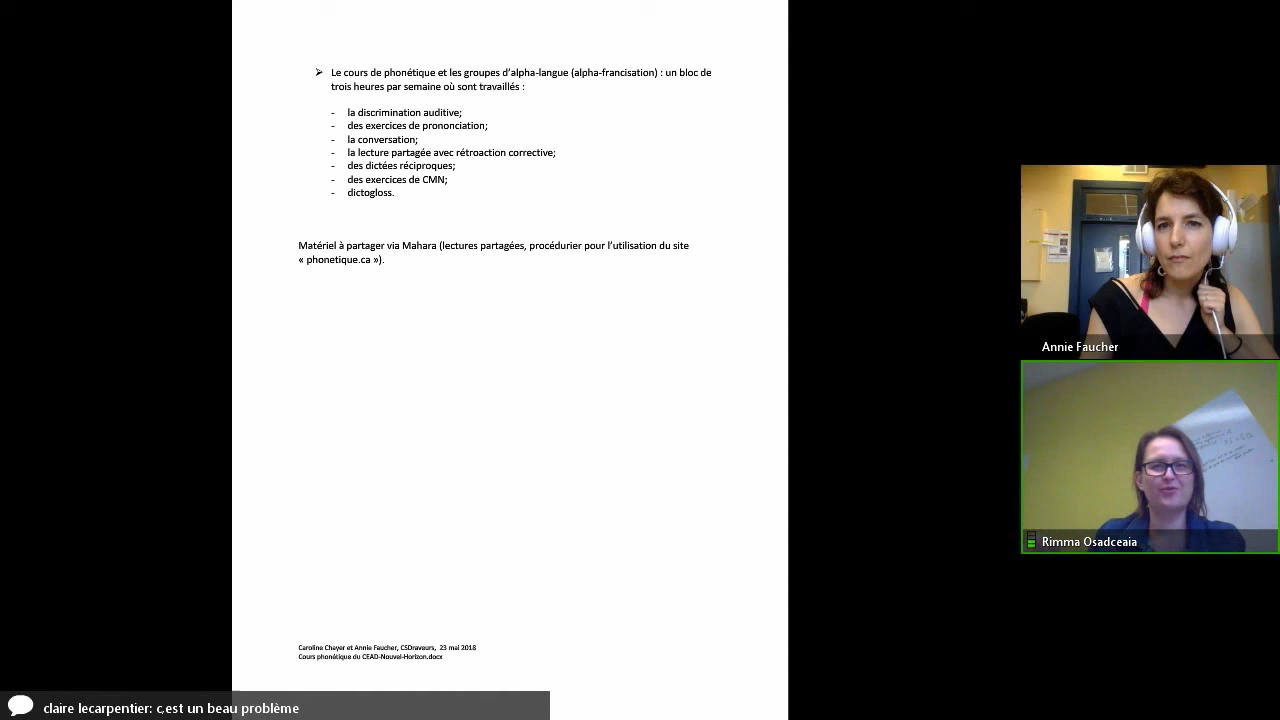 ➢ Le cours de phonétique et les groupes d'alpha-langue (alpha-francisation) : un bloc de
trois heures par semaine où sont travaillés :
- la discrimination auditive;
- des exercices de prononciation;
- la conversation;
- la lecture partagée avec rétroaction corrective;
- des dictées réciproques;
- des exercices de CMN;
- dictogloss.
Matériel à partager via Mahara (lectures partagées, procédurier pour l'utilisation du site
« phonetique.ca »).
Caroline Chayer et Annie Faucher, CSDraveurs, 23 mai 2018
Cours phonétique du CEAD-Nouvel-Horizon.docx
Annie Faucher
Rimma Osadceaia
claire lecarpentier: c,est un beau problème